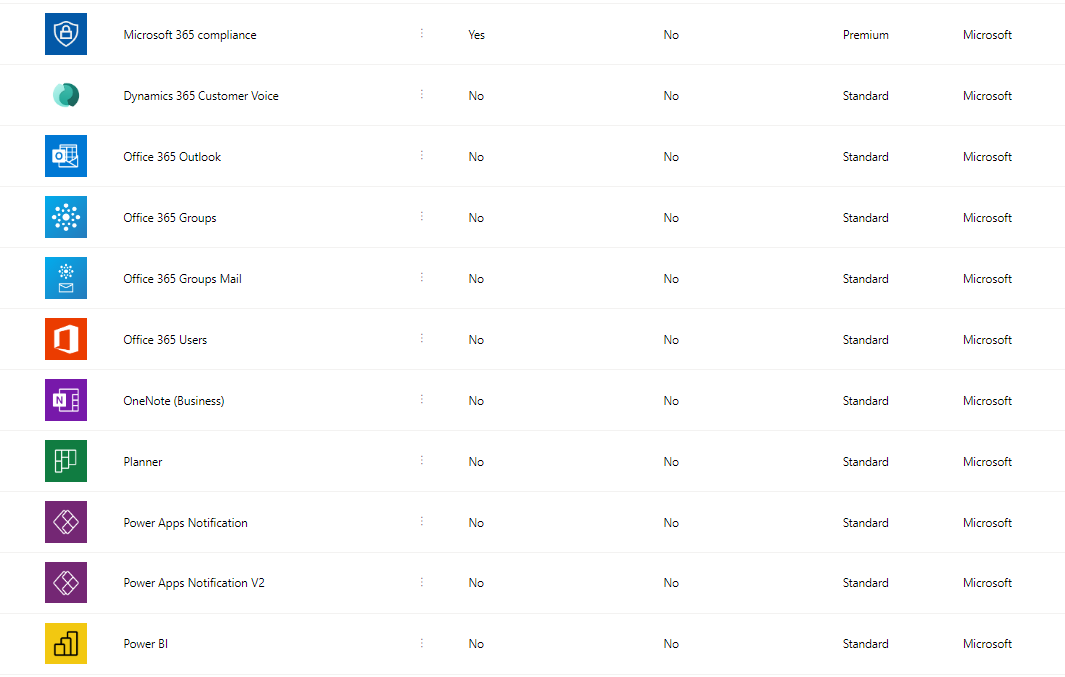 Microsoft 365 compliance Yes No Premium Microsoft
Dynamics 365 Customer Voice No No Standard Microsoft
Office 365 Outlook No No Standard Microsoft
Office 365 Groups No No Standard Microsoft
Office 365 Groups Mail No No Standard Microsoft
Office 365 Users No No Standard Microsoft
OneNote (Business) No No Standard Microsoft
Planner No No Standard Microsoft
Power Apps Notification No No Standard Microsoft
Power Apps Notification V2 No No Standard Microsoft
Power BI No No Standard Microsoft